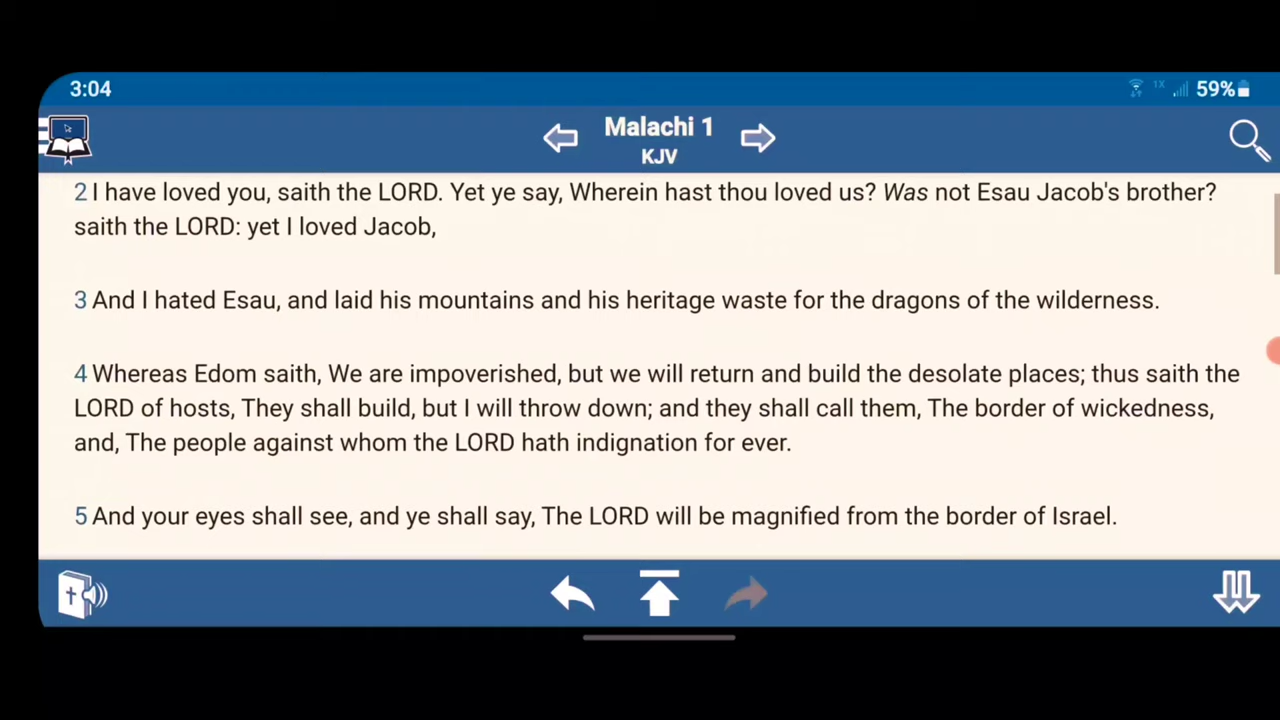 3:04
1X
59%
Malachi 1
KJV
2 I have loved you, saith the LORD. Yet ye say, Wherein hast thou loved us? Was not Esau Jacob's brother?
saith the LORD: yet I loved Jacob,
3 And I hated Esau, and laid his mountains and his heritage waste for the dragons of the wilderness.
4 Whereas Edom saith, We are impoverished, but we will return and build the desolate places; thus saith the
LORD of hosts, They shall build, but I will throw down; and they shall call them, The border of wickedness,
and, The people against whom the LORD hath indignation for ever.
5 And your eyes shall see, and ye shall say, The LORD will be magnified from the border of Israel.